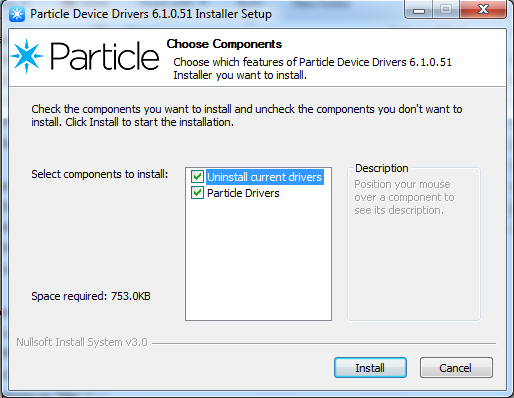 Particle Device Drivers 6.1.0.51 Installer Setup
Particle
Choose Components
Choose which features of Particle Device Drivers 6.1.0.51
Installer you want to install.
Check the components you want to install and uncheck the components you don't want to
install. Click Install to start the installation.
Select components to install:
Uninstall current drivers
Particle Drivers
Description
Position your mouse
over a component to
see its description.
Space required: 753.0KB
Nullsoft Install System v3.0
Install
Cancel